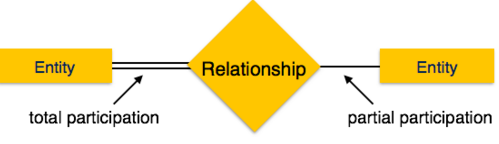 Entity
Relationship
Entity
total participation
partial participation